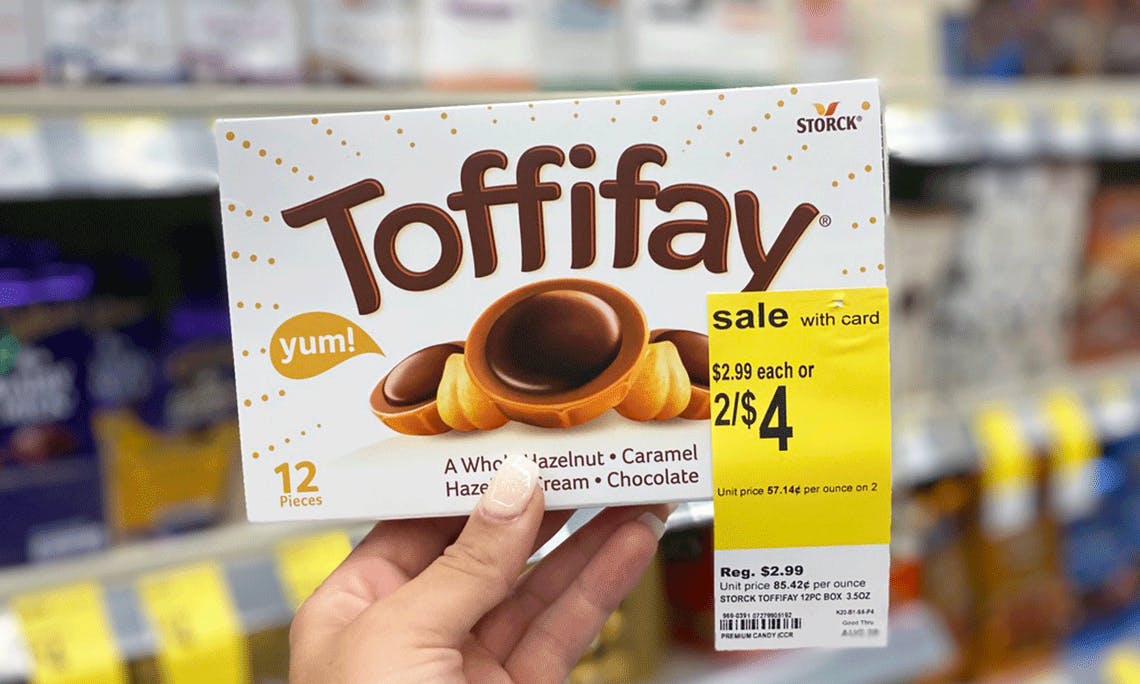 STORCK®
Toffifay®
yum!
12
Pieces
A Whole Hazelnut • Caramel
Cream • Chocolate
sale with card
$2.99 each or
2/$4
Unit price 57.14¢ per ounce on 2
Reg. $2.99
Unit price 85.42¢ per ounce
STORCK TOFFIFAY 12PC BOX 3.5OZ
PREMIUM CANDY
Good Thru